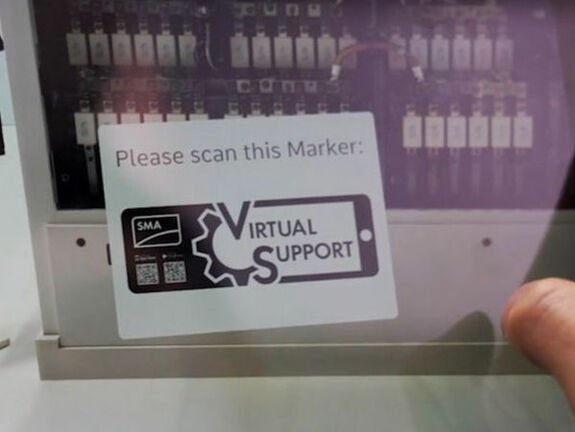 Please scan this Marker:
SMA
VIRTUAL
SUPPORT